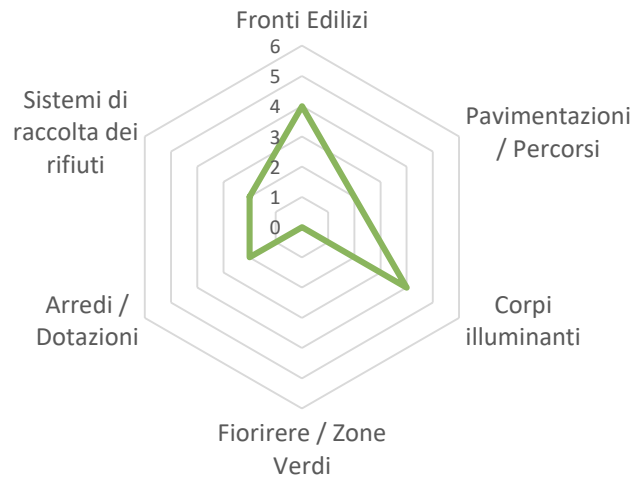 Fronti Edilizi
6
5
4
3
2
1
0
Pavimentazioni
/ Percorsi
Corpi
illuminanti
Fiorirere / Zone
Verdi
Arredi /
Dotazioni
Sistemi di
raccolta dei
rifiuti